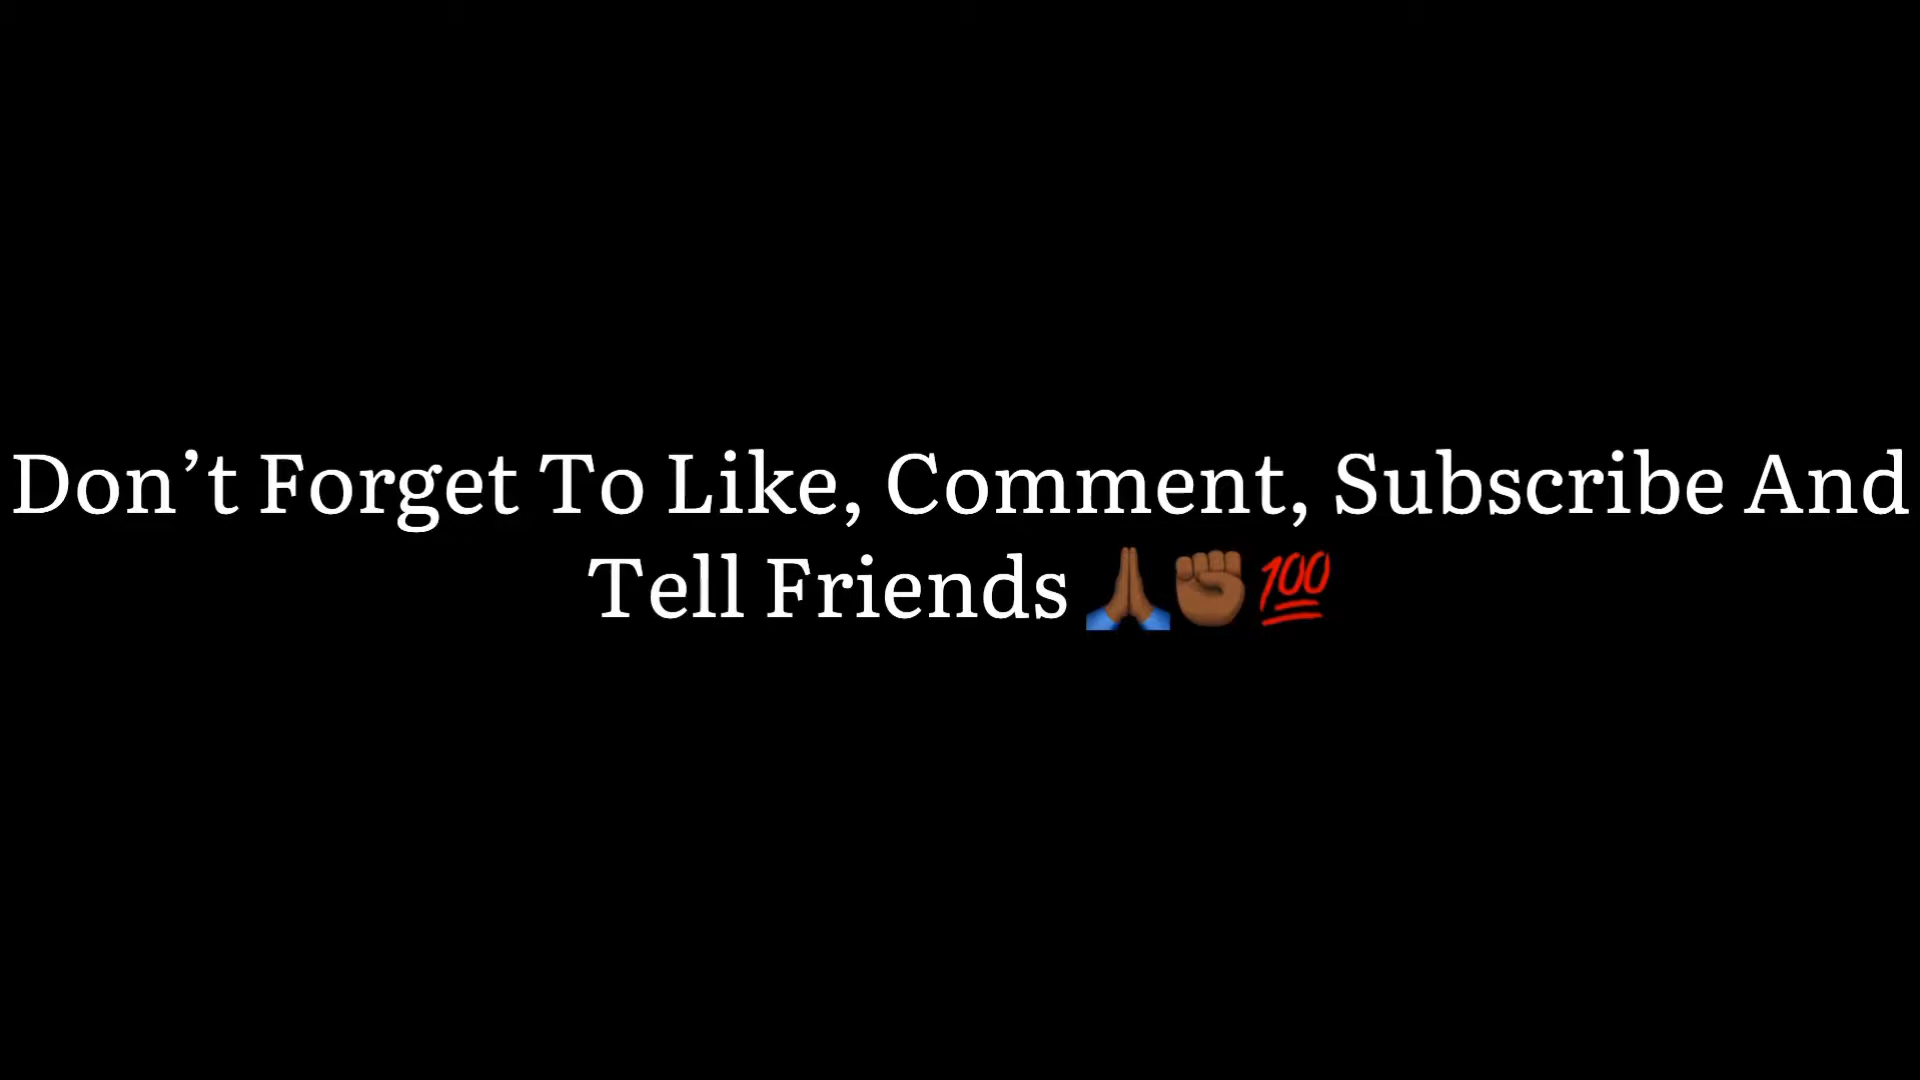 Don’t Forget To Like, Comment, Subscribe And
Tell Friends 🙏🏾✊🏾💯